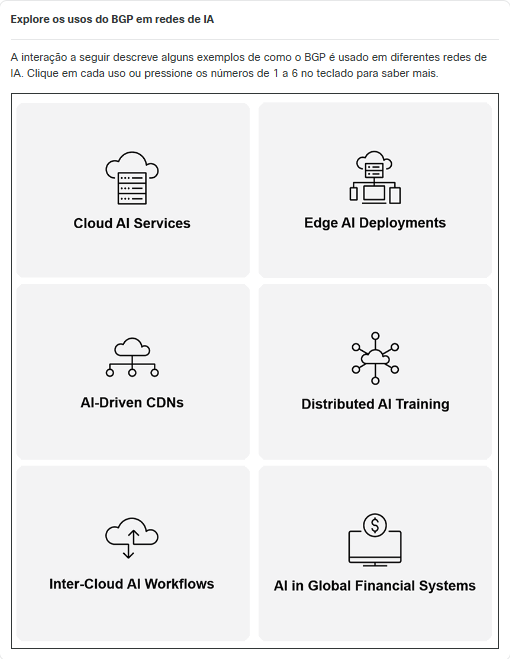 Explore os usos do BGP em redes de IA
A interação a seguir descreve alguns exemplos de como o BGP é usado em diferentes redes de
IA. Clique em cada uso ou pressione os números de 1 a 6 no teclado para saber mais.
Cloud AI Services
Edge AI Deployments
AI-Driven CDNs
Distributed AI Training
Inter-Cloud AI Workflows
$
AI in Global Financial Systems